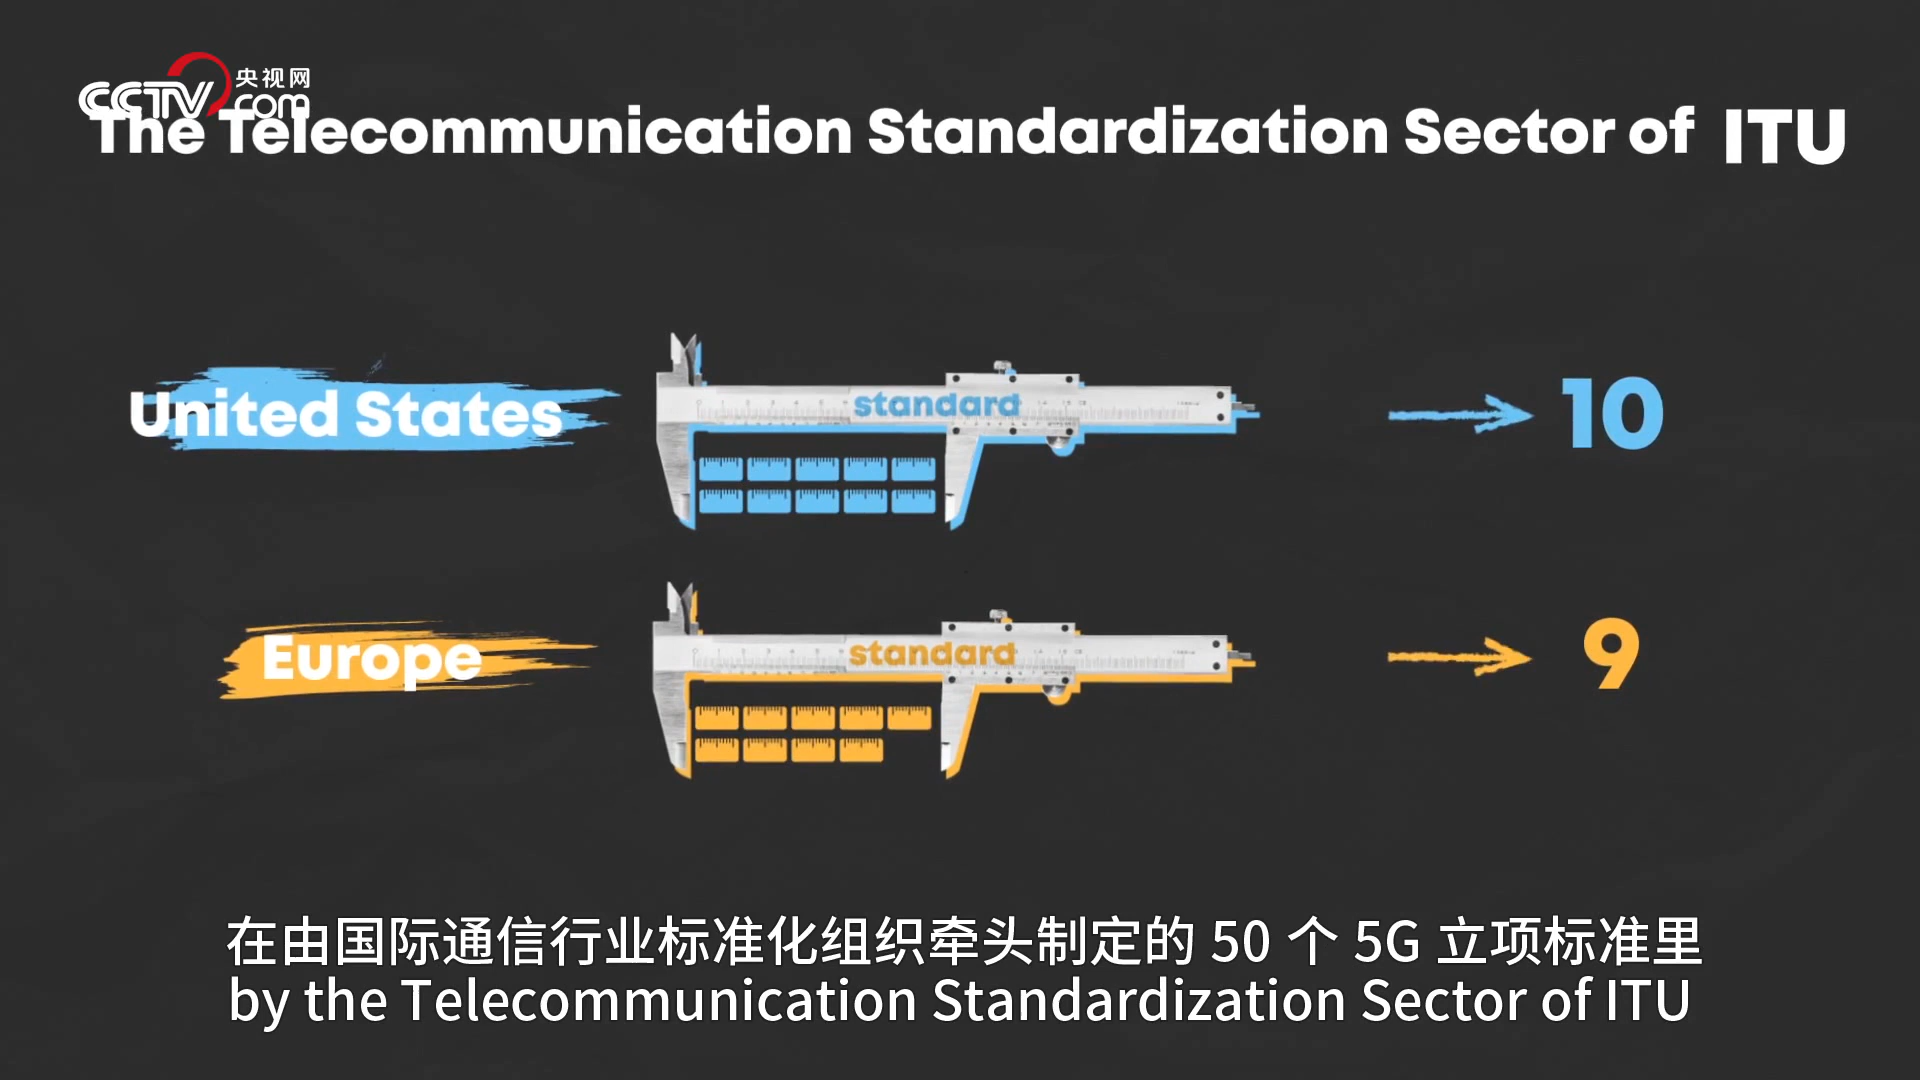 CCTV 央视网
com
The Telecommunication Standardization Sector of ITU
United States
standard
10
Europe
standard
9
在由国际通信行业标准化组织牵头制定的 50 个 5G 立项标准里
by the Telecommunication Standardization Sector of ITU